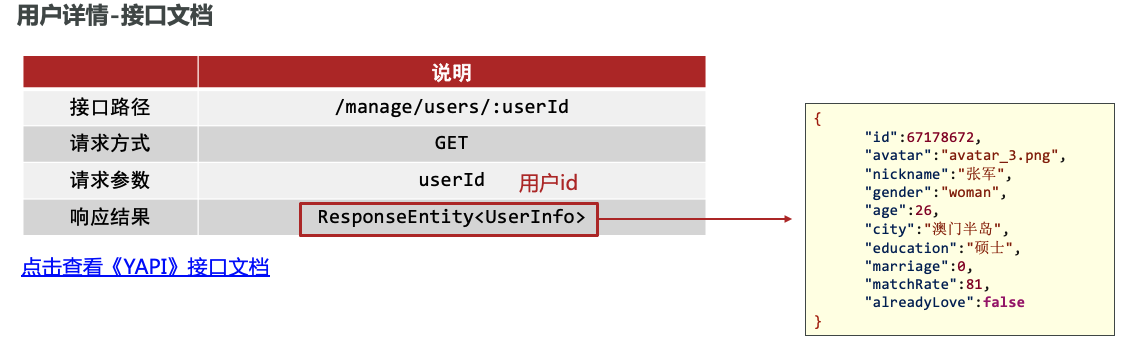 用户详情-接口文档
说明
接口路径 /manage/users/:userId
请求方式 GET
请求参数 userId 用户id
响应结果 ResponseEntity<UserInfo>
点击查看《YAPI》接口文档
{
"id":67178672,
"avatar":"avatar_3.png",
"nickname":"张军",
"gender":"woman",
"age":26,
"city":"澳门半岛",
"education":"硕士",
"marriage":0,
"matchRate":81,
"alreadyLove":false
}